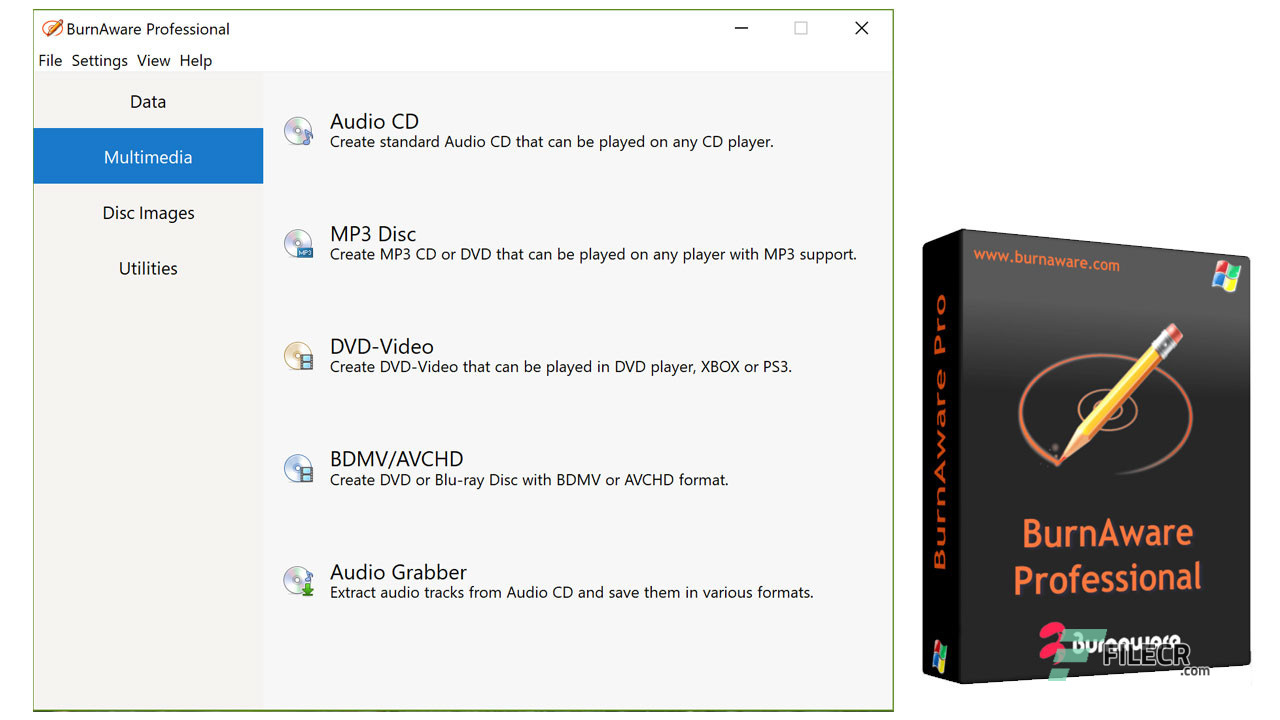 BurnAware Professional
File Settings View Help
Data
Multimedia
Disc Images
Utilities
Audio CD
Create standard Audio CD that can be played on any CD player.
MP3 Disc
Create MP3 CD or DVD that can be played on any player with MP3 support.
DVD-Video
Create DVD-Video that can be played in DVD player, XBOX or PS3.
BDMV/AVCHD
Create DVD or Blu-ray Disc with BDMV or AVCHD format.
Audio Grabber
Extract audio tracks from Audio CD and save them in various formats.
MP3
www.burnaware.com
BurnAware Pro
BurnAware
Professional
Burnaware
FILECR
.com